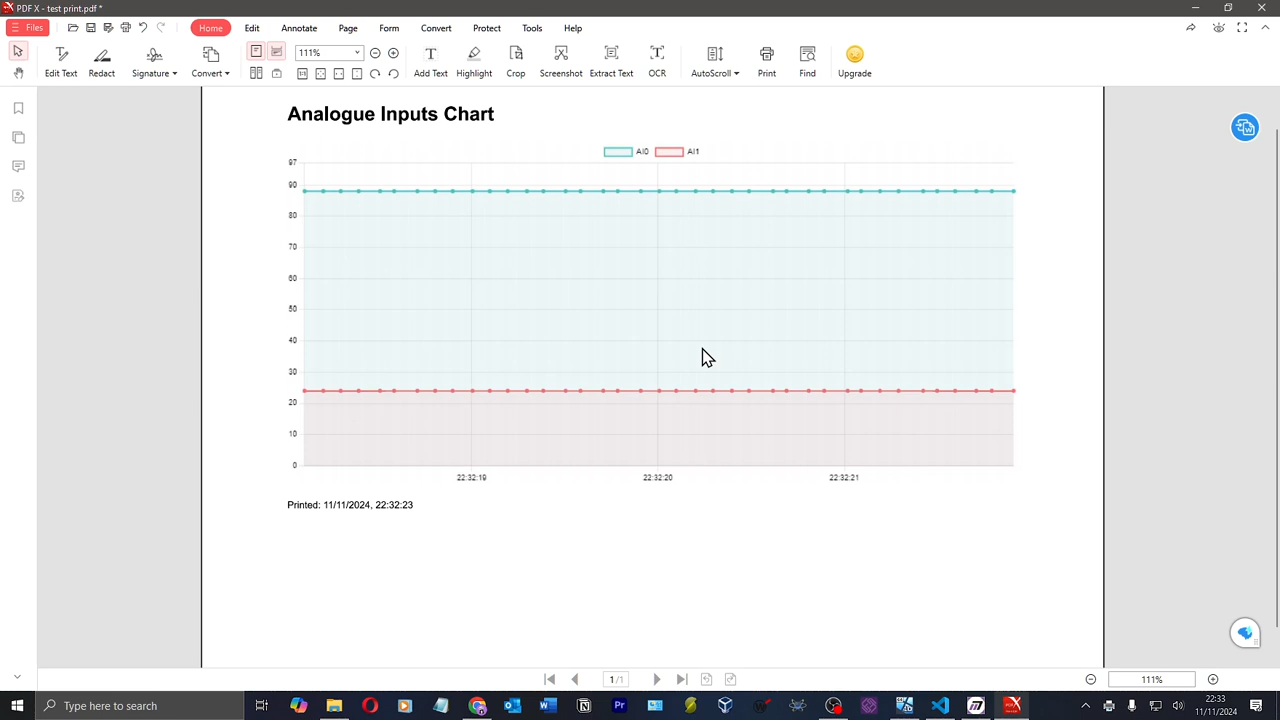 PDF X - test print.pdf *
Files
Home Edit Annotate Page Form Convert Protect Tools Help
111%
Edit Text Redact Signature Convert Add Text Highlight Crop Screenshot Extract Text OCR AutoScroll Print Find Upgrade
Analogue Inputs Chart
AI0 AI1
97
90
80
70
60
50
40
30
20
10
0
22:32:19 22:32:20 22:32:21
Printed: 11/11/2024, 22:32:23
1 /1
111%
Type here to search
22:33
11/11/2024